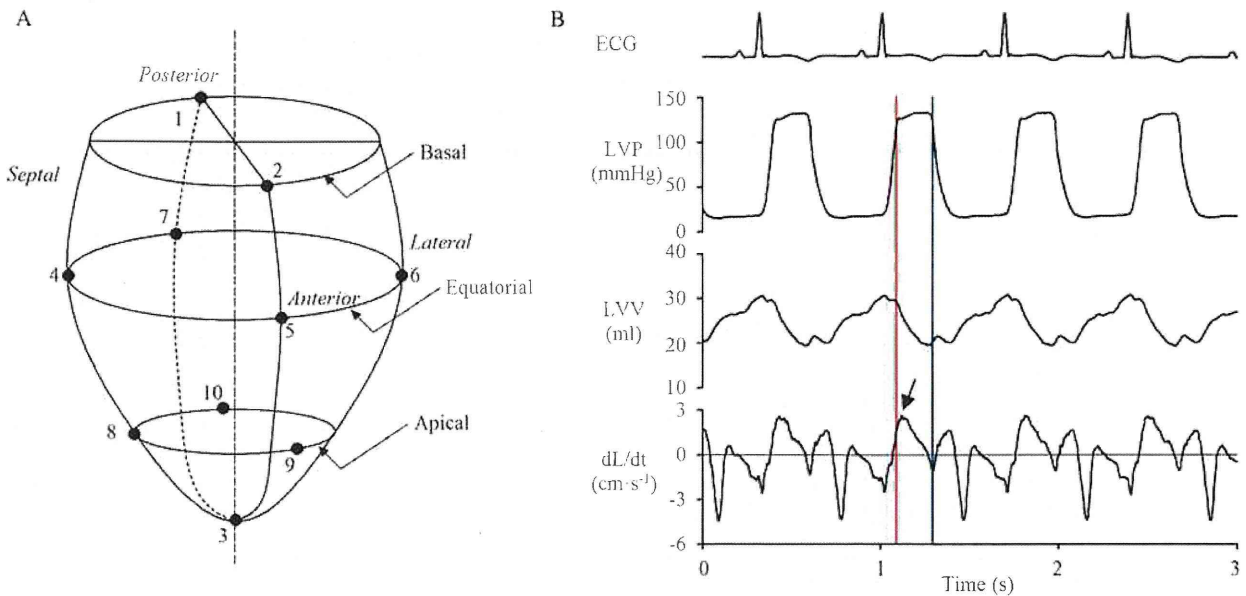 A
Posterior
1
2
Basal
Septal
7
Lateral
4
6
Anterior
Equatorial
5
10
8
9
Apical
3
B
ECG
150
100
50
0
LVP
(mmHg)
40
30
20
10
LVV
(ml)
3
0
-3
-6
dL/dt
(cm·s⁻¹)
0
1
2
3
Time (s)